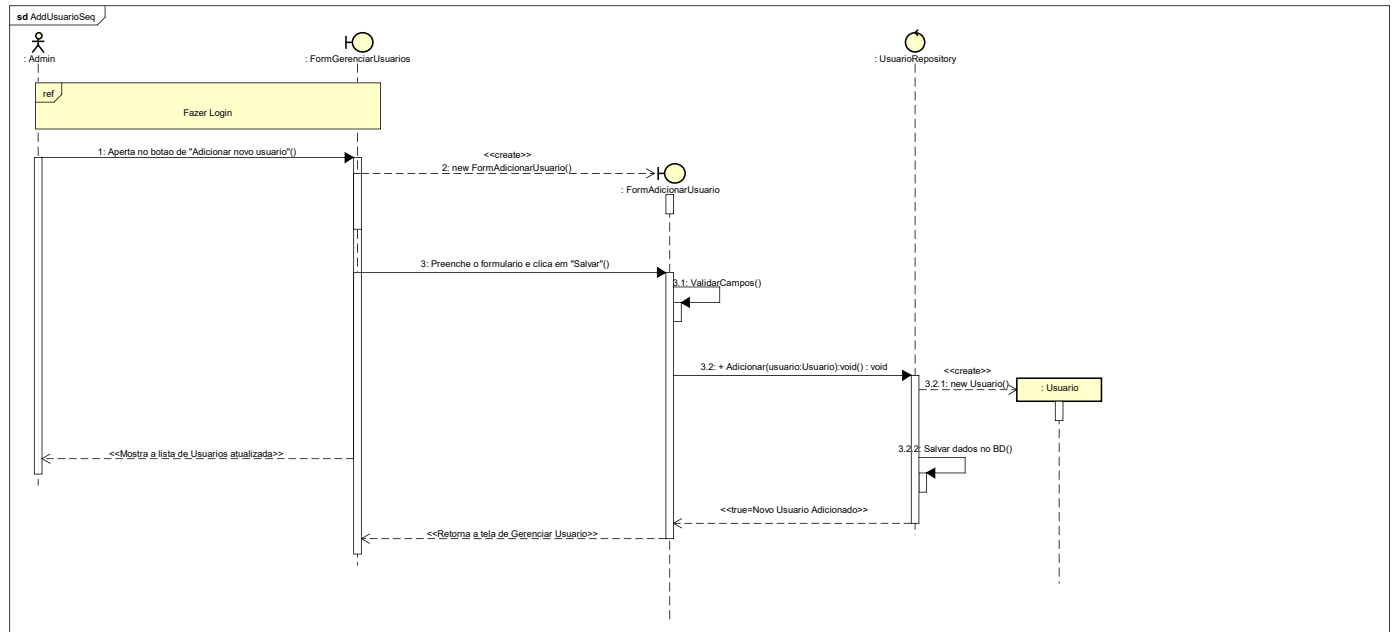 sd AddUsuarioSeq
: Admin
: FormGerenciarUsuarios
: UsuarioRepository
ref
Fazer Login
1: Aperta no botao de "Adicionar novo usuario"()
<<create>>
2: new FormAdicionarUsuario()
: FormAdicionarUsuario
3: Preenche o formulario e clica em "Salvar"()
3.1: ValidarCampos()
3.2: + Adicionar(usuario:Usuario):void() : void
<<create>>
3.2.1: new Usuario()
: Usuario
3.2.2: Salvar dados no BD()
<<Mostra a lista de Usuarios atualizada>>
<<true=Novo Usuario Adicionado>>
<<Retorna a tela de Gerenciar Usuario>>